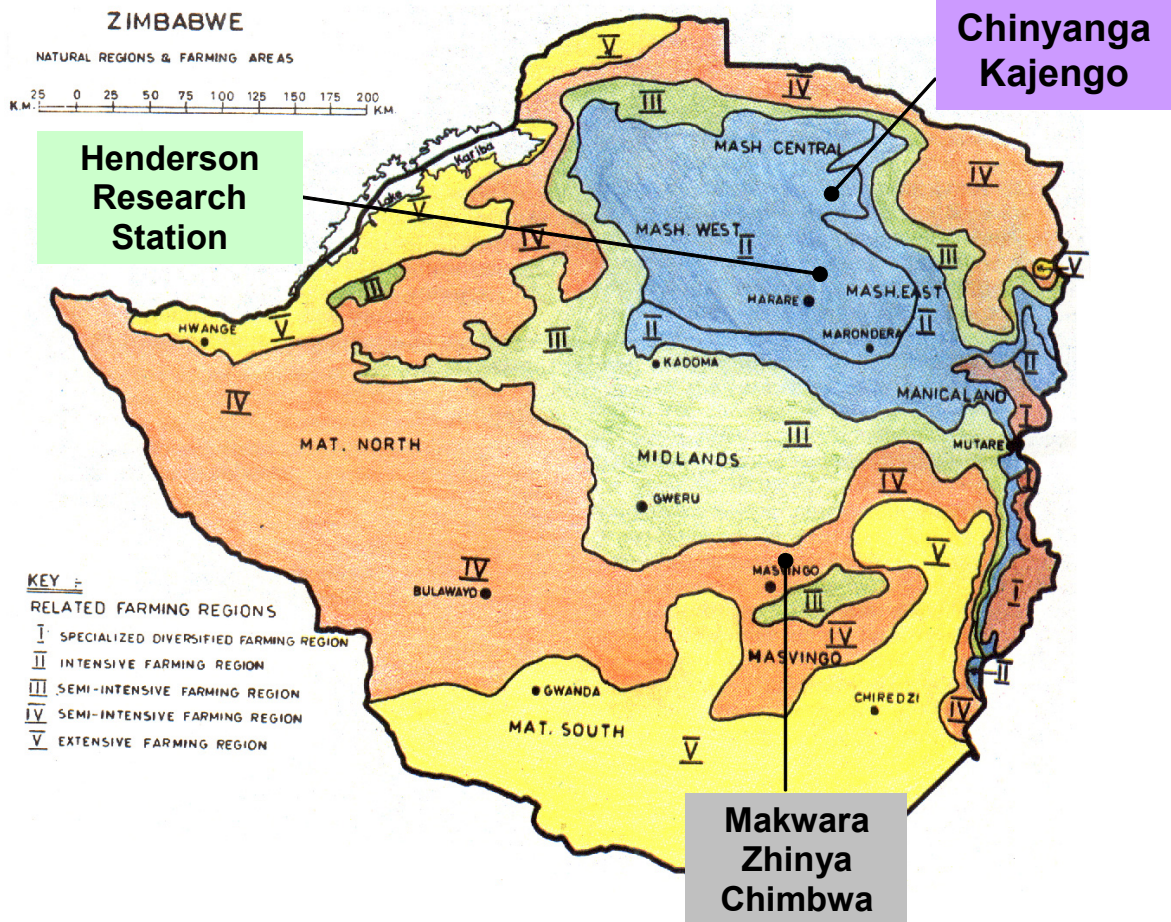 ZIMBABWE
NATURAL REGIONS & FARMING AREAS
K.M. 25 0 25 50 75 100 125 150 175 200 K.M.
Chinyanga
Kajengo
Henderson
Research
Station
V
IV
III
MASH CENTRAL
Lake Kariba
V
IV
IV
MASH. WEST
II
III
V
III
HARARE
MASH. EAST
V
HWANGE
III
II
MARONDERA
II
II
KADOMA
IV
MANICALAND
I
MAT. NORTH
III
MUTARE
MIDLANDS
IV
I
GWERU
V
IV
MASVINGO
BULAWAYO
III
I
IV
MASVINGO
II
GWANDA
CHIREDZI
IV
MAT. SOUTH
V
KEY :-
RELATED FARMING REGIONS
I SPECIALIZED DIVERSIFIED FARMING REGION
II INTENSIVE FARMING REGION
III SEMI-INTENSIVE FARMING REGION
IV SEMI-INTENSIVE FARMING REGION
V EXTENSIVE FARMING REGION
Makwara
Zhinya
Chimbwa